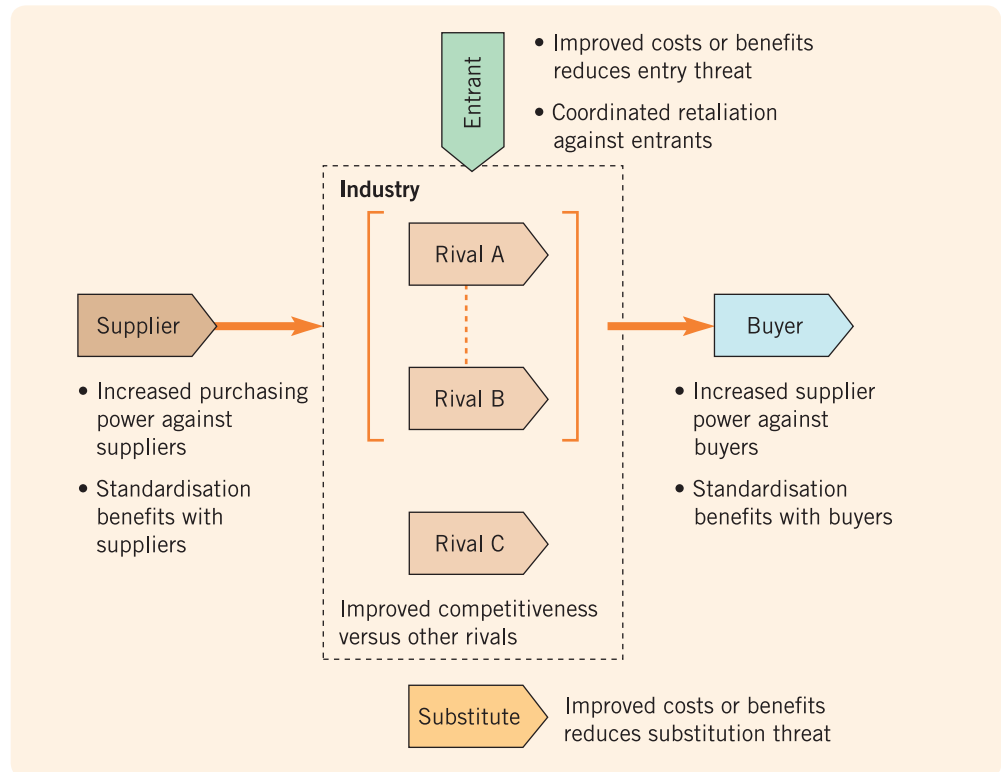 Entrant
• Improved costs or benefits
reduces entry threat
• Coordinated retaliation
against entrants
Industry
Rival A
Supplier
Buyer
• Increased purchasing
power against
suppliers
• Standardisation
benefits with
suppliers
Rival B
• Increased supplier
power against
buyers
• Standardisation
benefits with buyers
Rival C
Improved competitiveness
versus other rivals
Substitute
Improved costs or benefits
reduces substitution threat